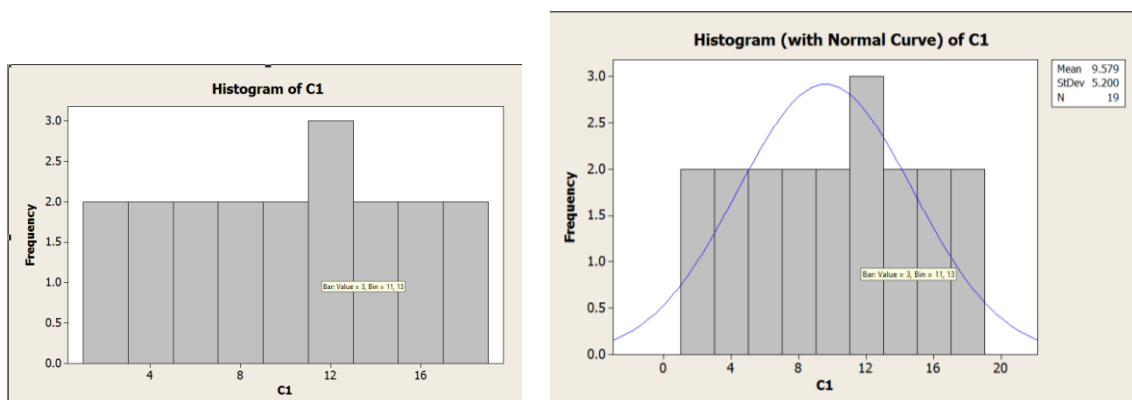 Histogram of C1
3.0
2.5
2.0
1.5
1.0
0.5
0.0
Frequency
Bar: Value = 3, Bin = 11, 13
4 8 12 16
C1
Histogram (with Normal Curve) of C1
Mean 9.579
StDev 5.200
N 19
3.0
2.5
2.0
1.5
1.0
0.5
0.0
Frequency
Bar: Value = 3, Bin = 11, 13
0 4 8 12 16 20
C1